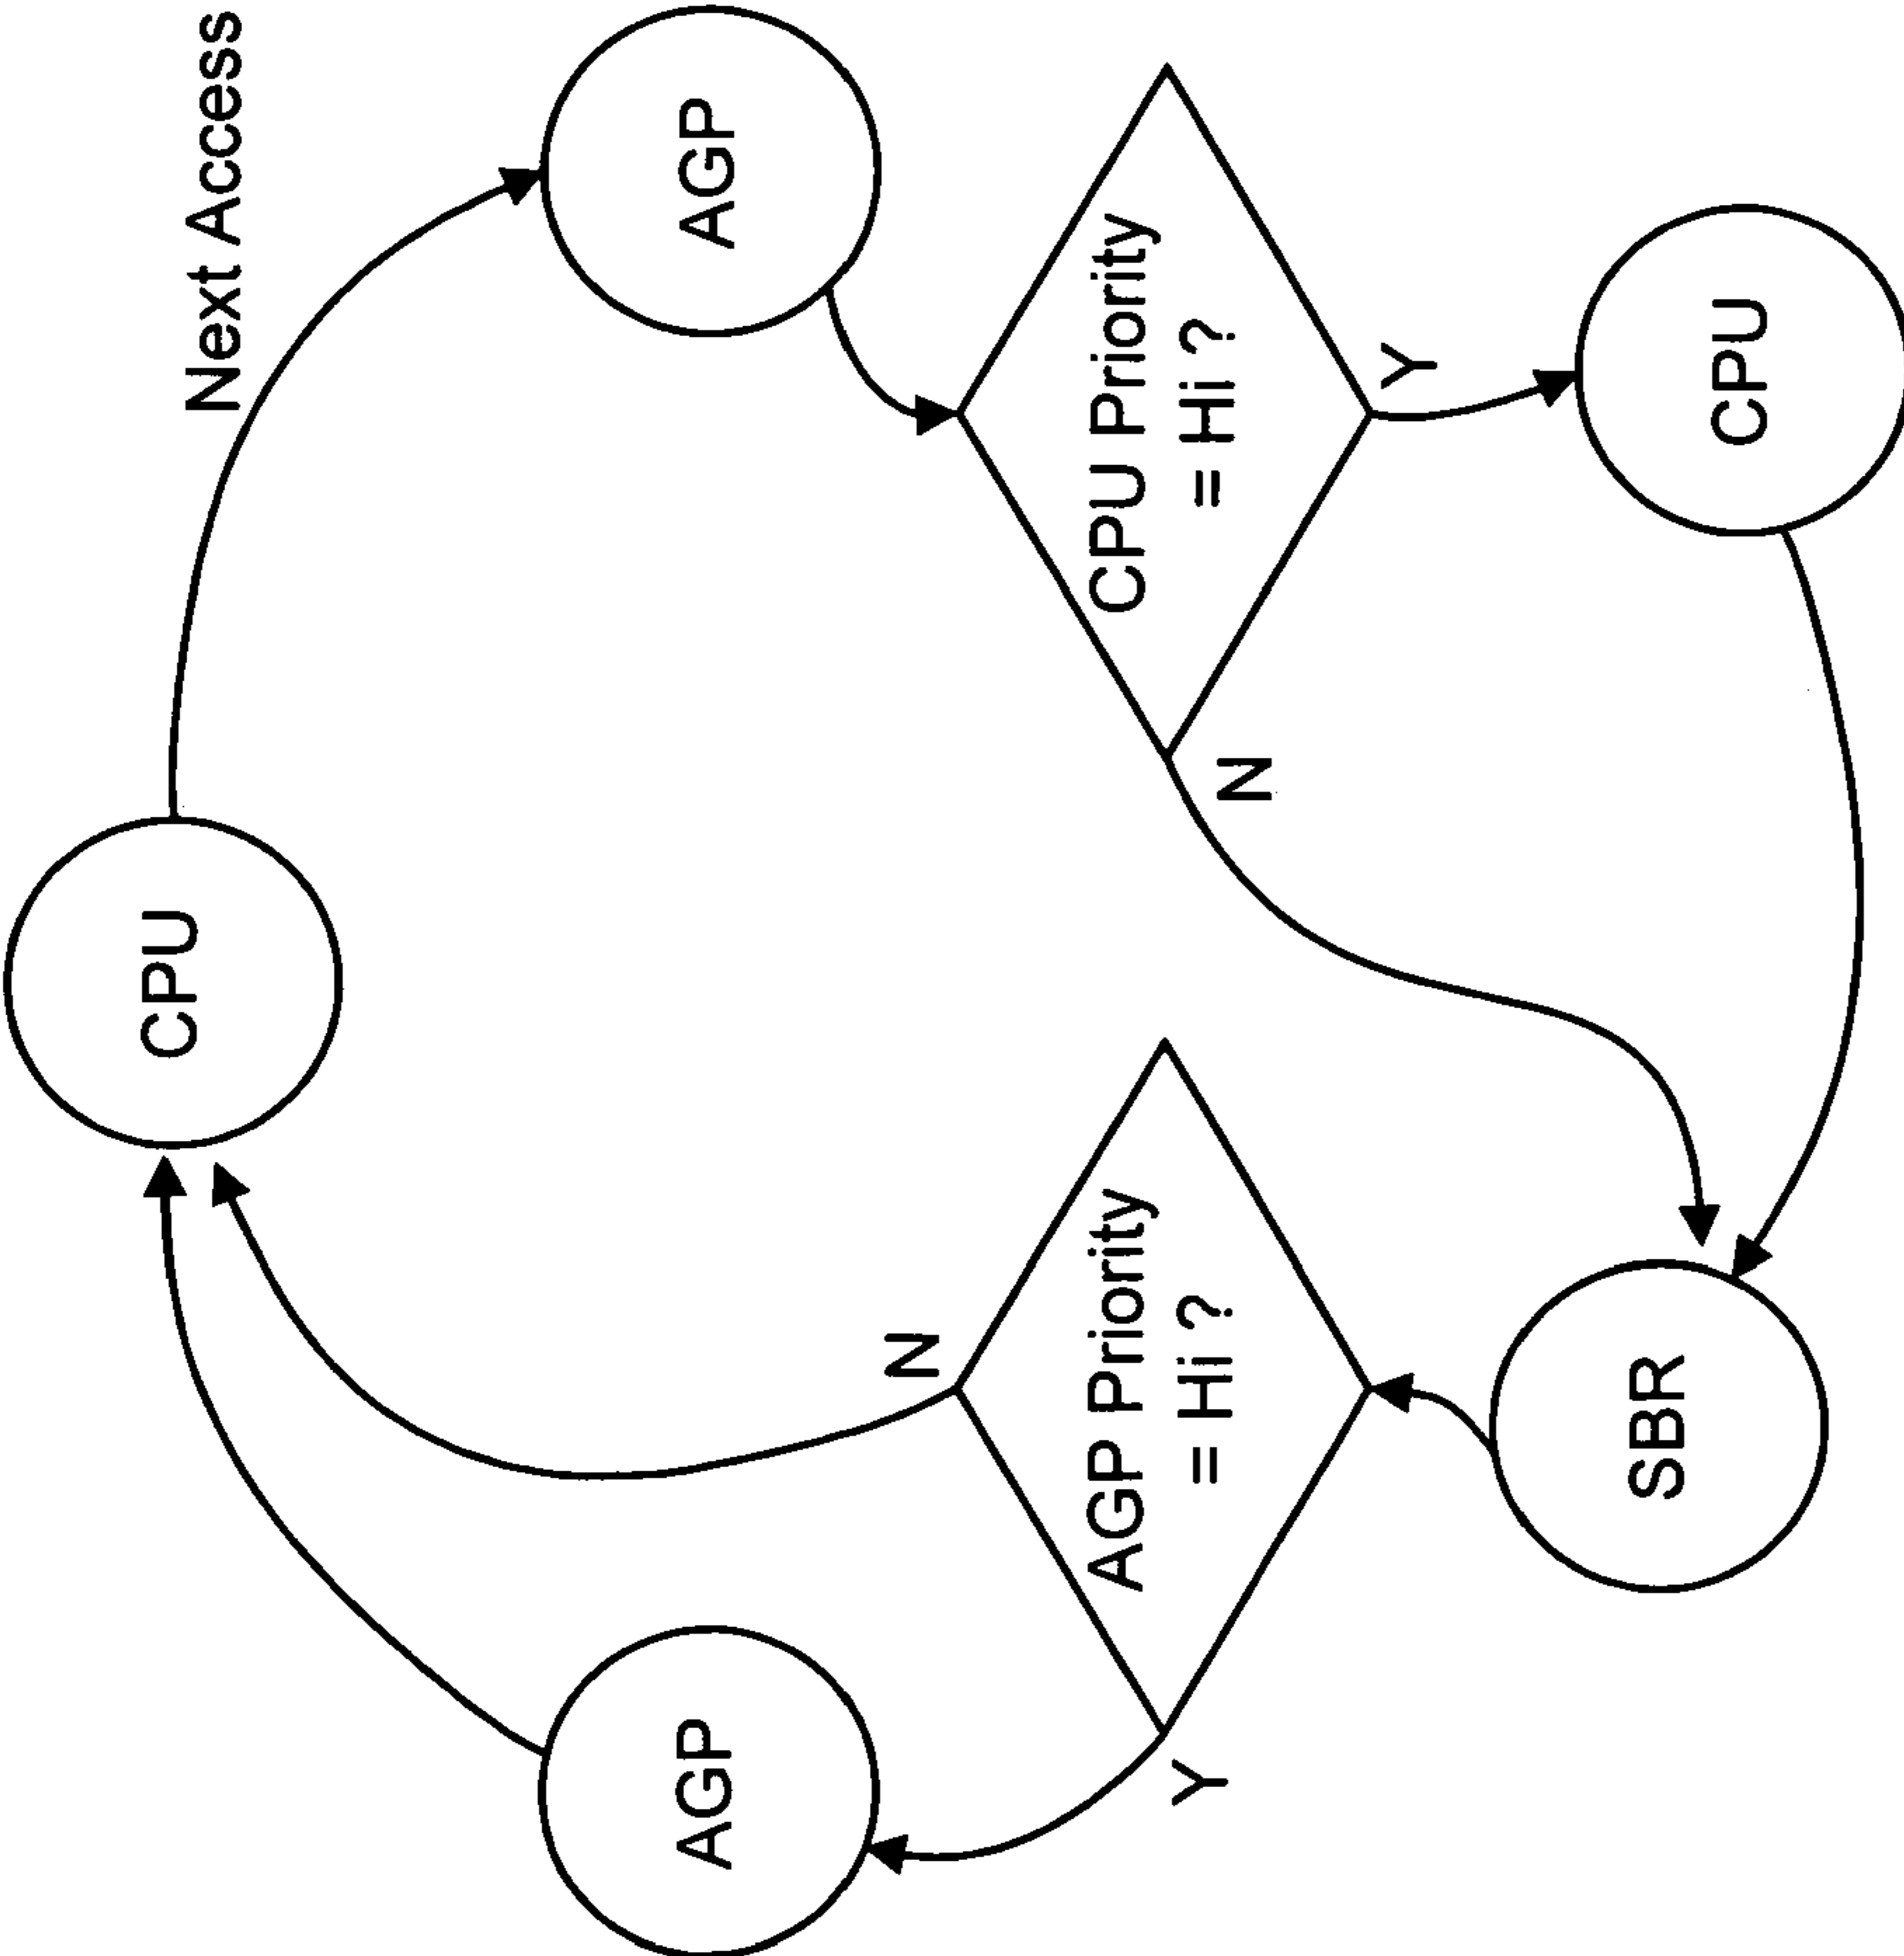 CPU
Next Access
AGP
AGP
N
AGP Priority
= Hi ?
CPU Priority
= Hi ?
Y
N
Y
SBR
CPU